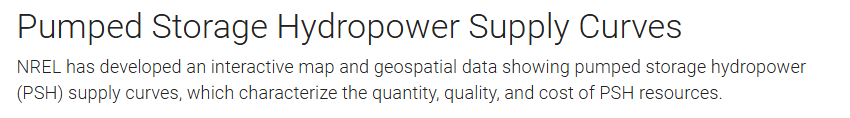 Pumped Storage Hydropower Supply Curves
NREL has developed an interactive map and geospatial data showing pumped storage hydropower
(PSH) supply curves, which characterize the quantity, quality, and cost of PSH resources.